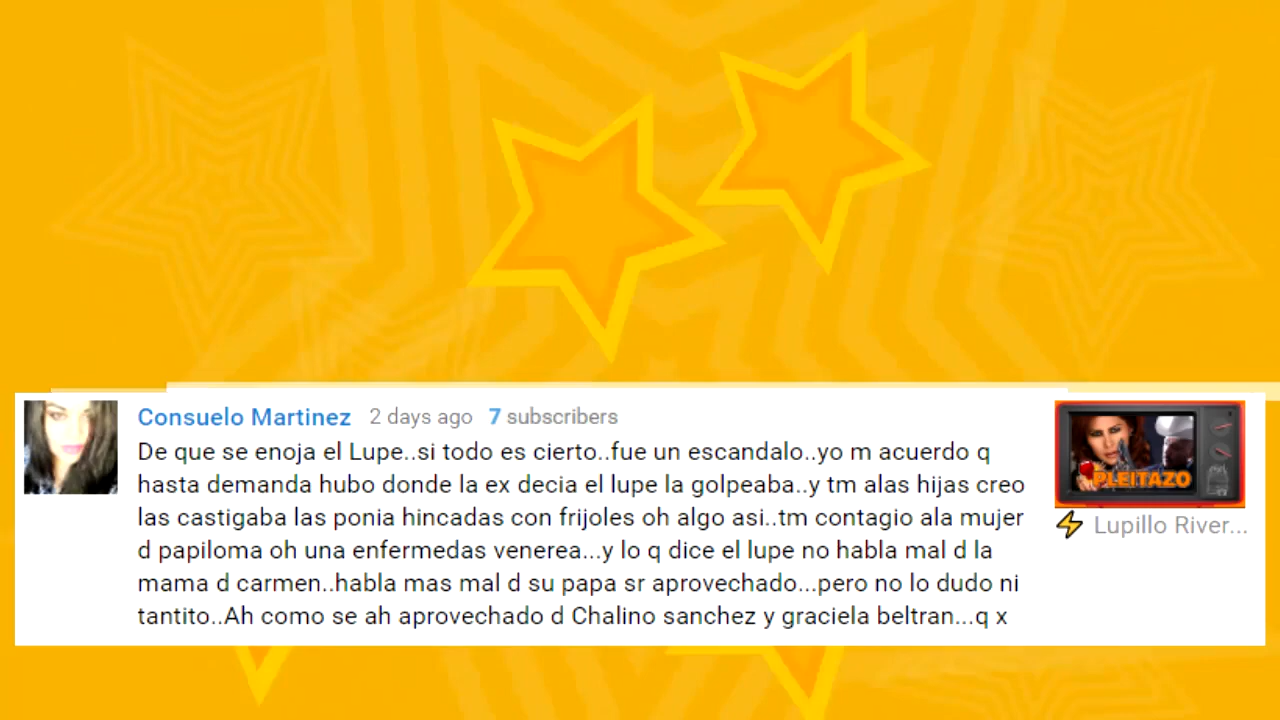 Consuelo Martinez 2 days ago 7 subscribers
De que se enoja el Lupe..si todo es cierto..fue un escandalo..yo m acuerdo q
hasta demanda hubo donde la ex decia el lupe la golpeaba..y tm alas hijas creo
las castigaba las ponia hincadas con frijoles oh algo asi..tm contagio ala mujer
d papiloma oh una enfermedas venerea...y lo q dice el lupe no habla mal d la
mama d carmen..habla mas mal d su papa sr aprovechado...pero no lo dudo ni
tantito..Ah como se ah aprovechado d Chalino sanchez y graciela beltran...q x
PLEITAZO
Lupillo River...